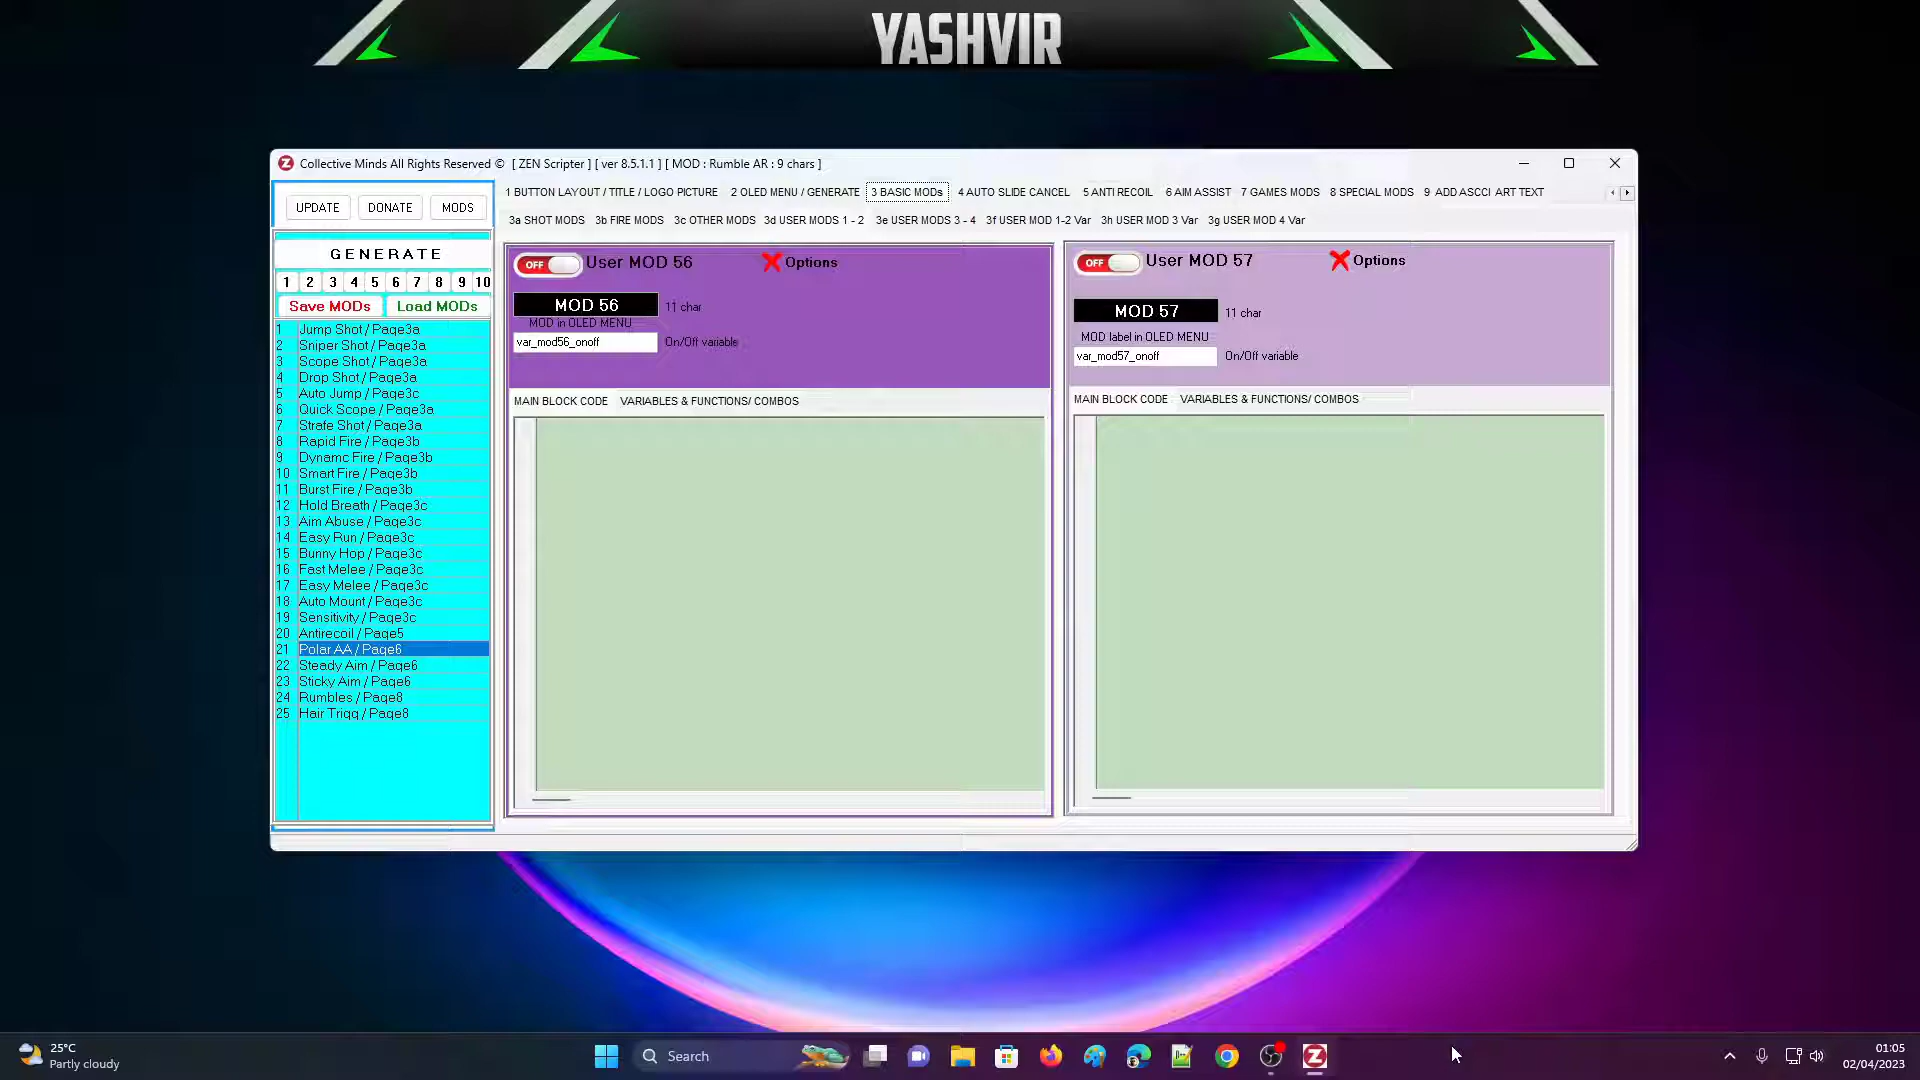 YASHVIR
Collective Minds All Rights Reserved © [ ZEN Scripter ] [ ver 8.5.1.1 ] [ MOD : Rumble AR : 9 chars ]
UPDATE DONATE MODS
1 BUTTON LAYOUT / TITLE / LOGO PICTURE 2 OLED MENU / GENERATE 3 BASIC MODs 4 AUTO SLIDE CANCEL 5 ANTI RECOIL 6 AIM ASSIST 7 GAMES MODS 8 SPECIAL MODS 9 ADD ASCCI ART TEXT
3a SHOT MODS 3b FIRE MODS 3c OTHER MODS 3d USER MODS 1 - 2 3e USER MODS 3 - 4 3f USER MOD 1-2 Var 3h USER MOD 3 Var 3g USER MOD 4 Var
GENERATE
1 2 3 4 5 6 7 8 9 10
Save MODs Load MODs
1 Jump Shot / Page3a
2 Sniper Shot / Page3a
3 Scope Shot / Page3a
4 Drop Shot / Page3a
5 Auto Jump / Page3c
6 Quick Scope / Page3a
7 Strafe Shot / Page3a
8 Rapid Fire / Page3b
9 Dynamc Fire / Page3b
10 Smart Fire / Page3b
11 Burst Fire / Page3b
12 Hold Breath / Page3c
13 Aim Abuse / Page3c
14 Easy Run / Page3c
15 Bunny Hop / Page3c
16 Fast Melee / Page3c
17 Easy Melee / Page3c
18 Auto Mount / Page3c
19 Sensitivity / Page3c
20 Antirecoil / Page5
21 Polar AA / Page6
22 Steady Aim / Page6
23 Sticky Aim / Page6
24 Rumbles / Page8
25 Hair Trigg / Page8
OFF User MOD 56 Options
MOD 56 11 char
MOD in OLED MENU
var_mod56_onoff On/Off variable
MAIN BLOCK CODE VARIABLES & FUNCTIONS/ COMBOS
OFF User MOD 57 Options
MOD 57 11 char
MOD label in OLED MENU
var_mod57_onoff On/Off variable
MAIN BLOCK CODE VARIABLES & FUNCTIONS/ COMBOS
25°C
Partly cloudy
Search
01:05
02/04/2023